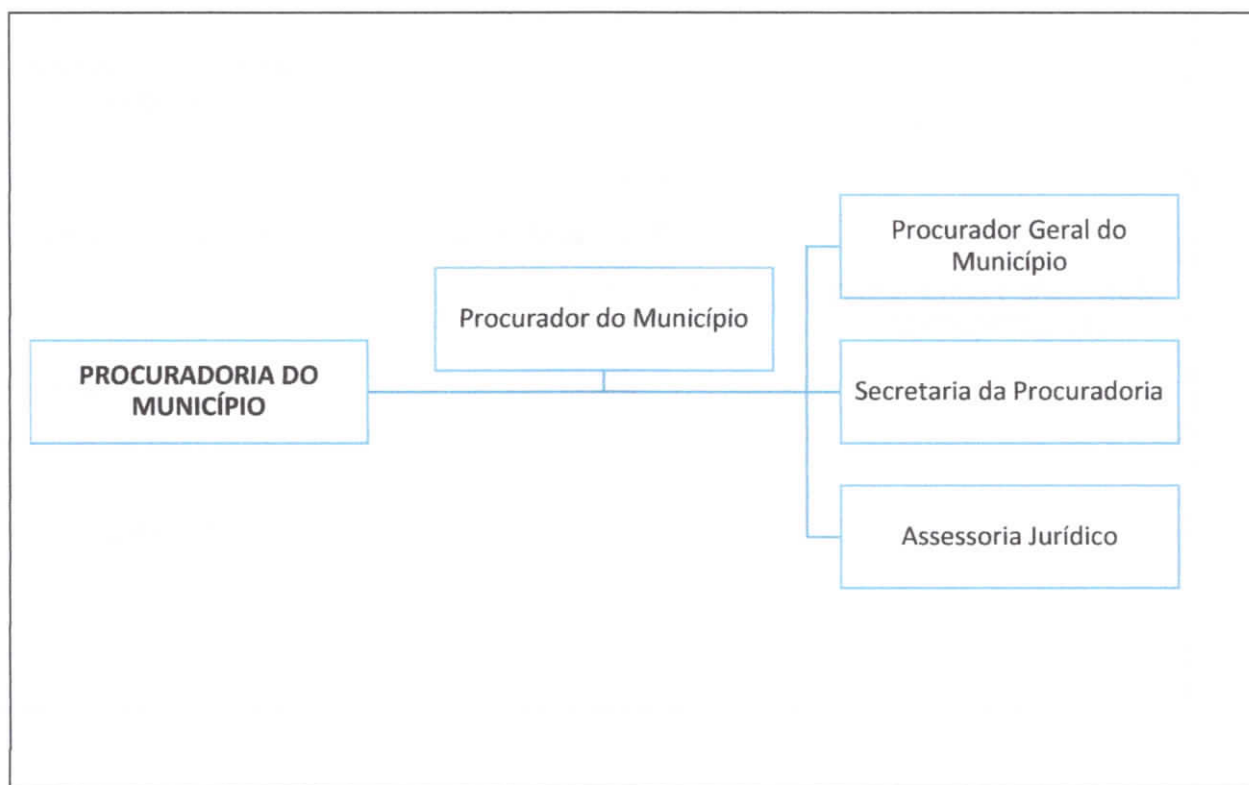 PROCURADORIA DO
MUNICÍPIO
Procurador do Município
Procurador Geral do
Município
Secretaria da Procuradoria
Assessoria Jurídico